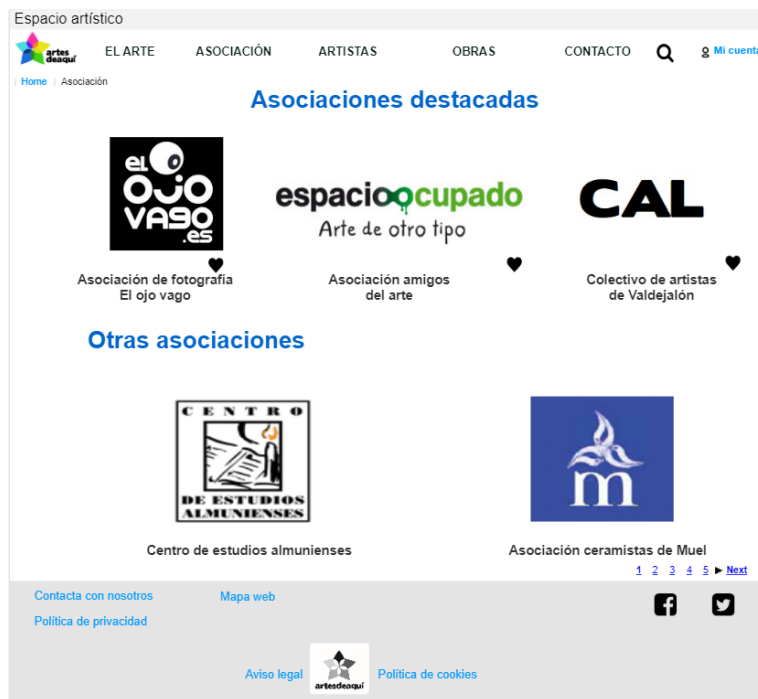 Espacio artístico
artes
deaquí
EL ARTE
ASOCIACIÓN
ARTISTAS
OBRAS
CONTACTO
Mi cuenta
Home
Asociación
Asociaciones destacadas
EL
OJO
VAGO
.es
espacioocupado
Arte de otro tipo
CAL
Asociación de fotografía
El ojo vago
Asociación amigos
del arte
Colectivo de artistas
de Valdejalón
Otras asociaciones
CENTRO
DE ESTUDIOS
ALMUNIENSES
m
Centro de estudios almunienses
Asociación ceramistas de Muel
1 2 3 4 5 ► Next
Contacta con nosotros
Mapa web
Política de privacidad
Aviso legal
artesdeaquí
Política de cookies